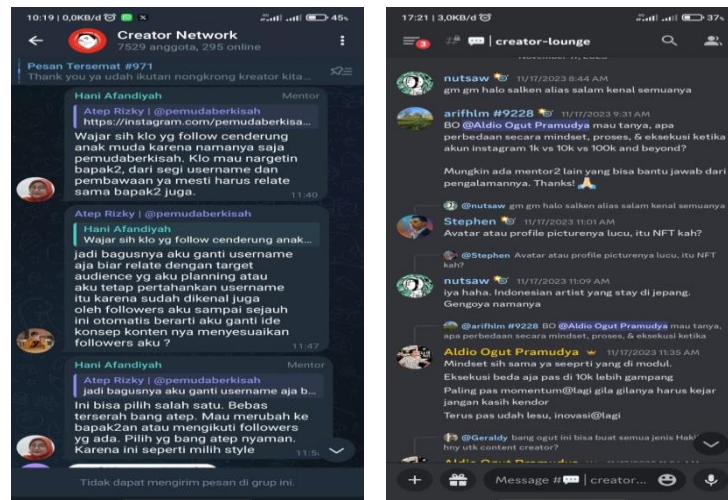 10:19 | 0,0KB/d
45%
Creator Network
7529 anggota, 295 online
Pesan Tersemat #971
Thank you ya udah ikutan nongkrong kreator kita...
Hani Afandiyah Mentor
Atep Rizky | @pemudaberkisah
https://instagram.com/pemudaberkisa...
Wajar sih klo yg follow cenderung
anak muda karena namanya saja
pemudaberkisah. Klo mau nargetin
bapak2, dari segi username dan
pembawaan ya mesti harus relate
sama bapak2 juga.
11:40
Atep Rizky | @pemudaberkisah
Hani Afandiyah
Wajar sih klo yg follow cenderung anak...
jadi bagusnya aku ganti username
aja biar relate dengan target
audience yg aku planning atau
aku tetap pertahankan username
itu karena sudah dikenal juga
oleh followers aku sampai sejauh
ini otomatis berarti aku ganti ide
konsep konten nya menyesuaikan
followers aku ?
11:47
Hani Afandiyah Mentor
Atep Rizky | @pemudaberkisah
jadi bagusnya aku ganti username aja b...
Ini bisa pilih salah satu. Bebas
terserah bang atep. Mau merubah ke
bapak2an atau mengikuti followers
yg ada. Pilih yg bang atep nyaman.
Karena ini seperti milih style
Tidak dapat mengirim pesan di grup ini.
17:21 | 3,0KB/d
37%
3
| creator-lounge
November 17, 2023
nutsaw 11/17/2023 8:44 AM
gm gm halo salken alias salam kenal semuanya
arifhlm #9228 11/17/2023 9:31 AM
BO @Aldio Ogut Pramudya mau tanya, apa
perbedaan secara mindset, proses, & eksekusi ketika
akun instagram 1k vs 10k vs 100k and beyond?
Mungkin ada mentor2 lain yang bisa bantu jawab dari
pengalamannya. Thanks!
@nutsaw gm gm halo salken alias salam kenal semuanya
Stephen 11/17/2023 11:01 AM
Avatar atau profile picturenya lucu, itu NFT kah?
@Stephen Avatar atau profile picturenya lucu, itu NFT
kah?
nutsaw 11/17/2023 11:09 AM
iya haha. Indonesian artist yang stay di jepang.
Gengoya namanya
@arifhlm #9228 BO @Aldio Ogut Pramudya mau tanya,
apa perbedaan secara mindset, proses, & eksekusi ketika
Aldio Ogut Pramudya 11/17/2023 11:35 AM
Mindset sih sama ya seeprti yang di modul.
Eksekusi beda aja pas di 10k lebih gampang
Paling pas momentum@lagi gila gilanya harus kejar
jangan kasih kendor
Terus pas udah lesu, inovasi@lagi
@Geraldy bang ogut ini bisa buat semua jenis
hny utk content creator?
Message # | creator...